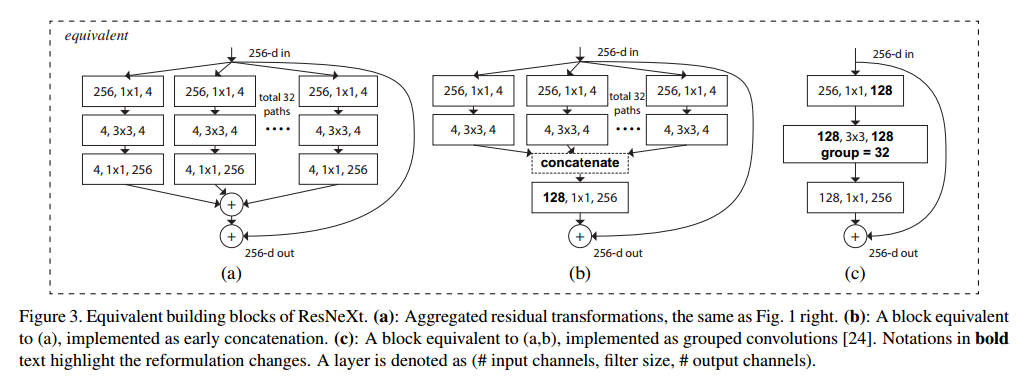 equivalent
256-d in
256, 1x1, 4
256, 1x1, 4
256, 1x1, 4
total 32
paths
....
4, 3x3, 4
4, 3x3, 4
4, 3x3, 4
4, 1x1, 256
4, 1x1, 256
4, 1x1, 256
+
+
256-d out
(a)
256-d in
256, 1x1, 4
256, 1x1, 4
256, 1x1, 4
total 32
paths
....
4, 3x3, 4
4, 3x3, 4
4, 3x3, 4
concatenate
128, 1x1, 256
+
256-d out
(b)
256-d in
256, 1x1, 128
128, 3x3, 128
group = 32
128, 1x1, 256
+
256-d out
(c)
Figure 3. Equivalent building blocks of ResNeXt. (a): Aggregated residual transformations, the same as Fig. 1 right. (b): A block equivalent
to (a), implemented as early concatenation. (c): A block equivalent to (a,b), implemented as grouped convolutions [24]. Notations in bold
text highlight the reformulation changes. A layer is denoted as (# input channels, filter size, # output channels).